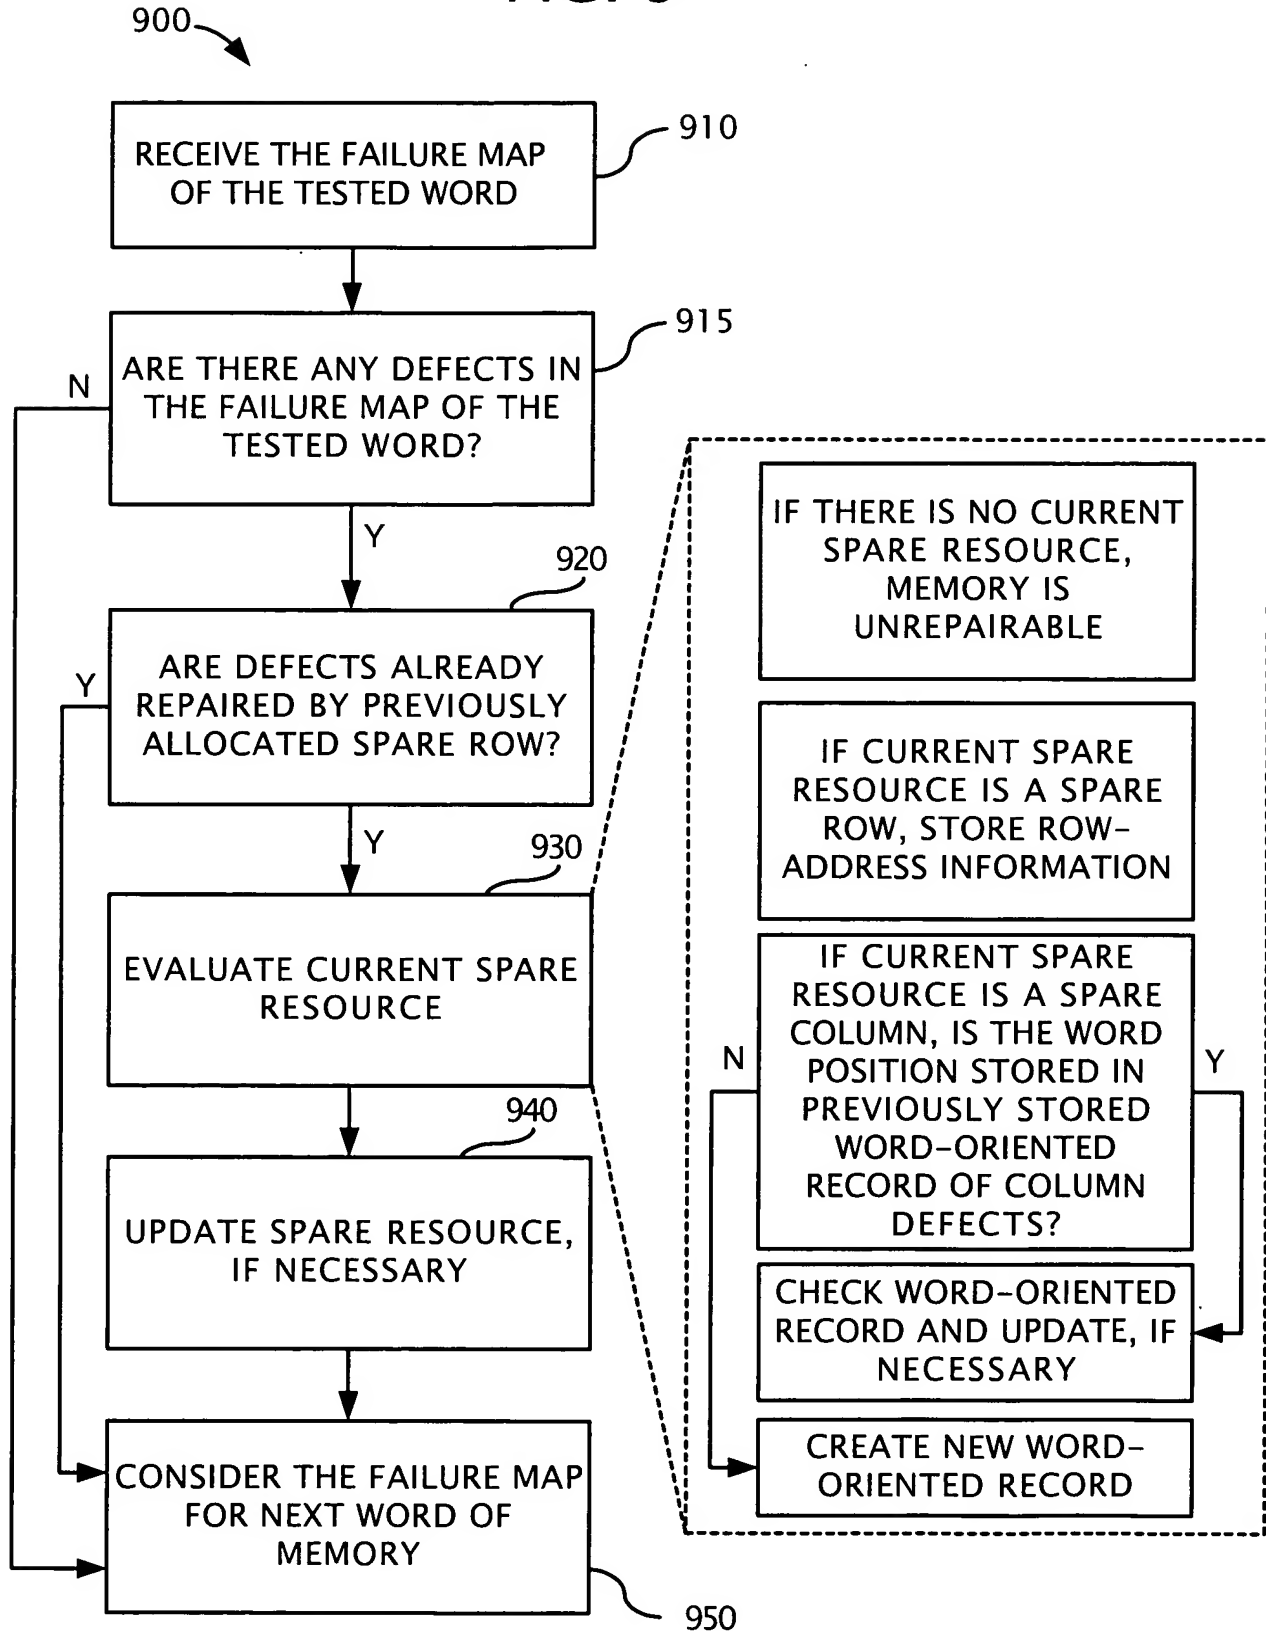 900
910
RECEIVE THE FAILURE MAP
OF THE TESTED WORD
915
ARE THERE ANY DEFECTS IN
THE FAILURE MAP OF THE
TESTED WORD?
N
Y
920
ARE DEFECTS ALREADY
REPAIRED BY PREVIOUSLY
ALLOCATED SPARE ROW?
Y
Y
930
EVALUATE CURRENT SPARE
RESOURCE
940
UPDATE SPARE RESOURCE,
IF NECESSARY
CONSIDER THE FAILURE MAP
FOR NEXT WORD OF
MEMORY
950
IF THERE IS NO CURRENT
SPARE RESOURCE,
MEMORY IS
UNREPAIRABLE
IF CURRENT SPARE
RESOURCE IS A SPARE
ROW, STORE ROW-
ADDRESS INFORMATION
IF CURRENT SPARE
RESOURCE IS A SPARE
COLUMN, IS THE WORD
POSITION STORED IN
PREVIOUSLY STORED
WORD-ORIENTED
RECORD OF COLUMN
DEFECTS?
N
Y
CHECK WORD-ORIENTED
RECORD AND UPDATE, IF
NECESSARY
CREATE NEW WORD-
ORIENTED RECORD